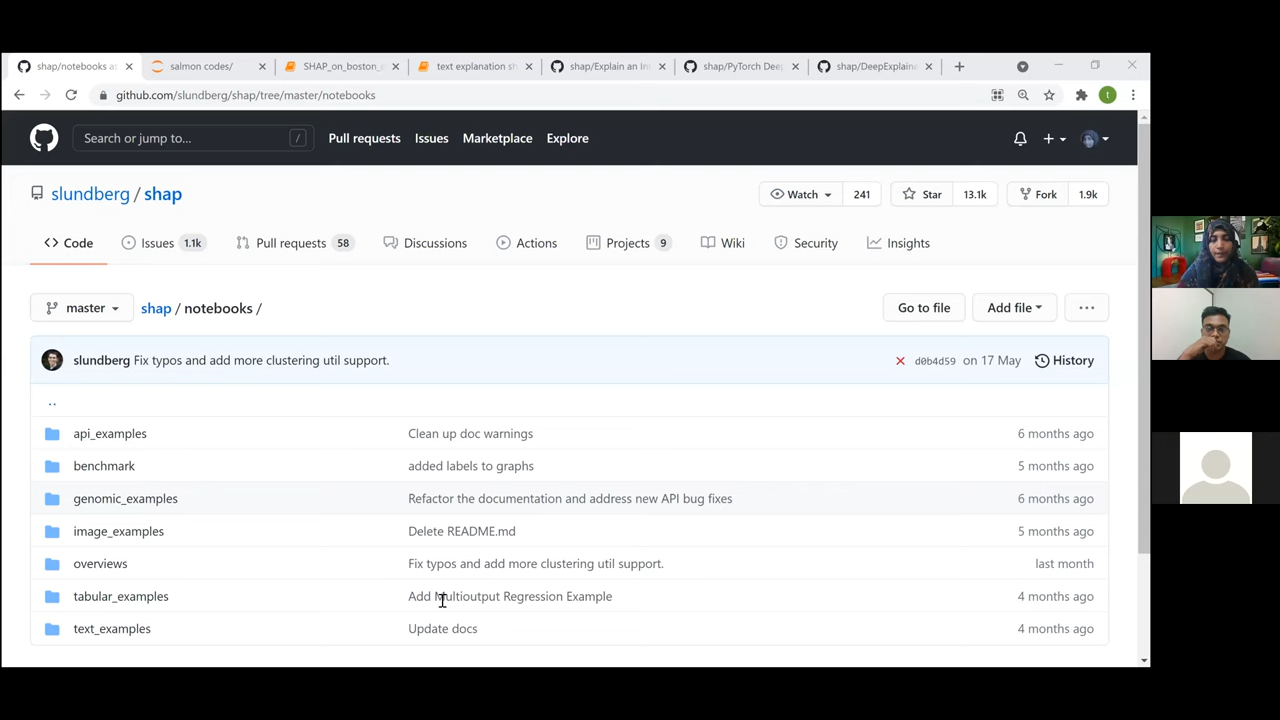 shap/notebooks at
salmon codes/
SHAP_on_boston_
text explanation sh
shap/Explain an Int
shap/PyTorch Deep
shap/DeepExplaine
github.com/slundberg/shap/tree/master/notebooks
t
Search or jump to...
/
Pull requests
Issues
Marketplace
Explore
slundberg / shap
Watch 241
Star 13.1k
Fork 1.9k
Code
Issues 1.1k
Pull requests 58
Discussions
Actions
Projects 9
Wiki
Security
Insights
master
shap / notebooks /
Go to file
Add file
...
slundberg Fix typos and add more clustering util support.
d0b4d59 on 17 May
History
..
api_examples Clean up doc warnings 6 months ago
benchmark added labels to graphs 5 months ago
genomic_examples Refactor the documentation and address new API bug fixes 6 months ago
image_examples Delete README.md 5 months ago
overviews Fix typos and add more clustering util support. last month
tabular_examples Add Multioutput Regression Example 4 months ago
text_examples Update docs 4 months ago